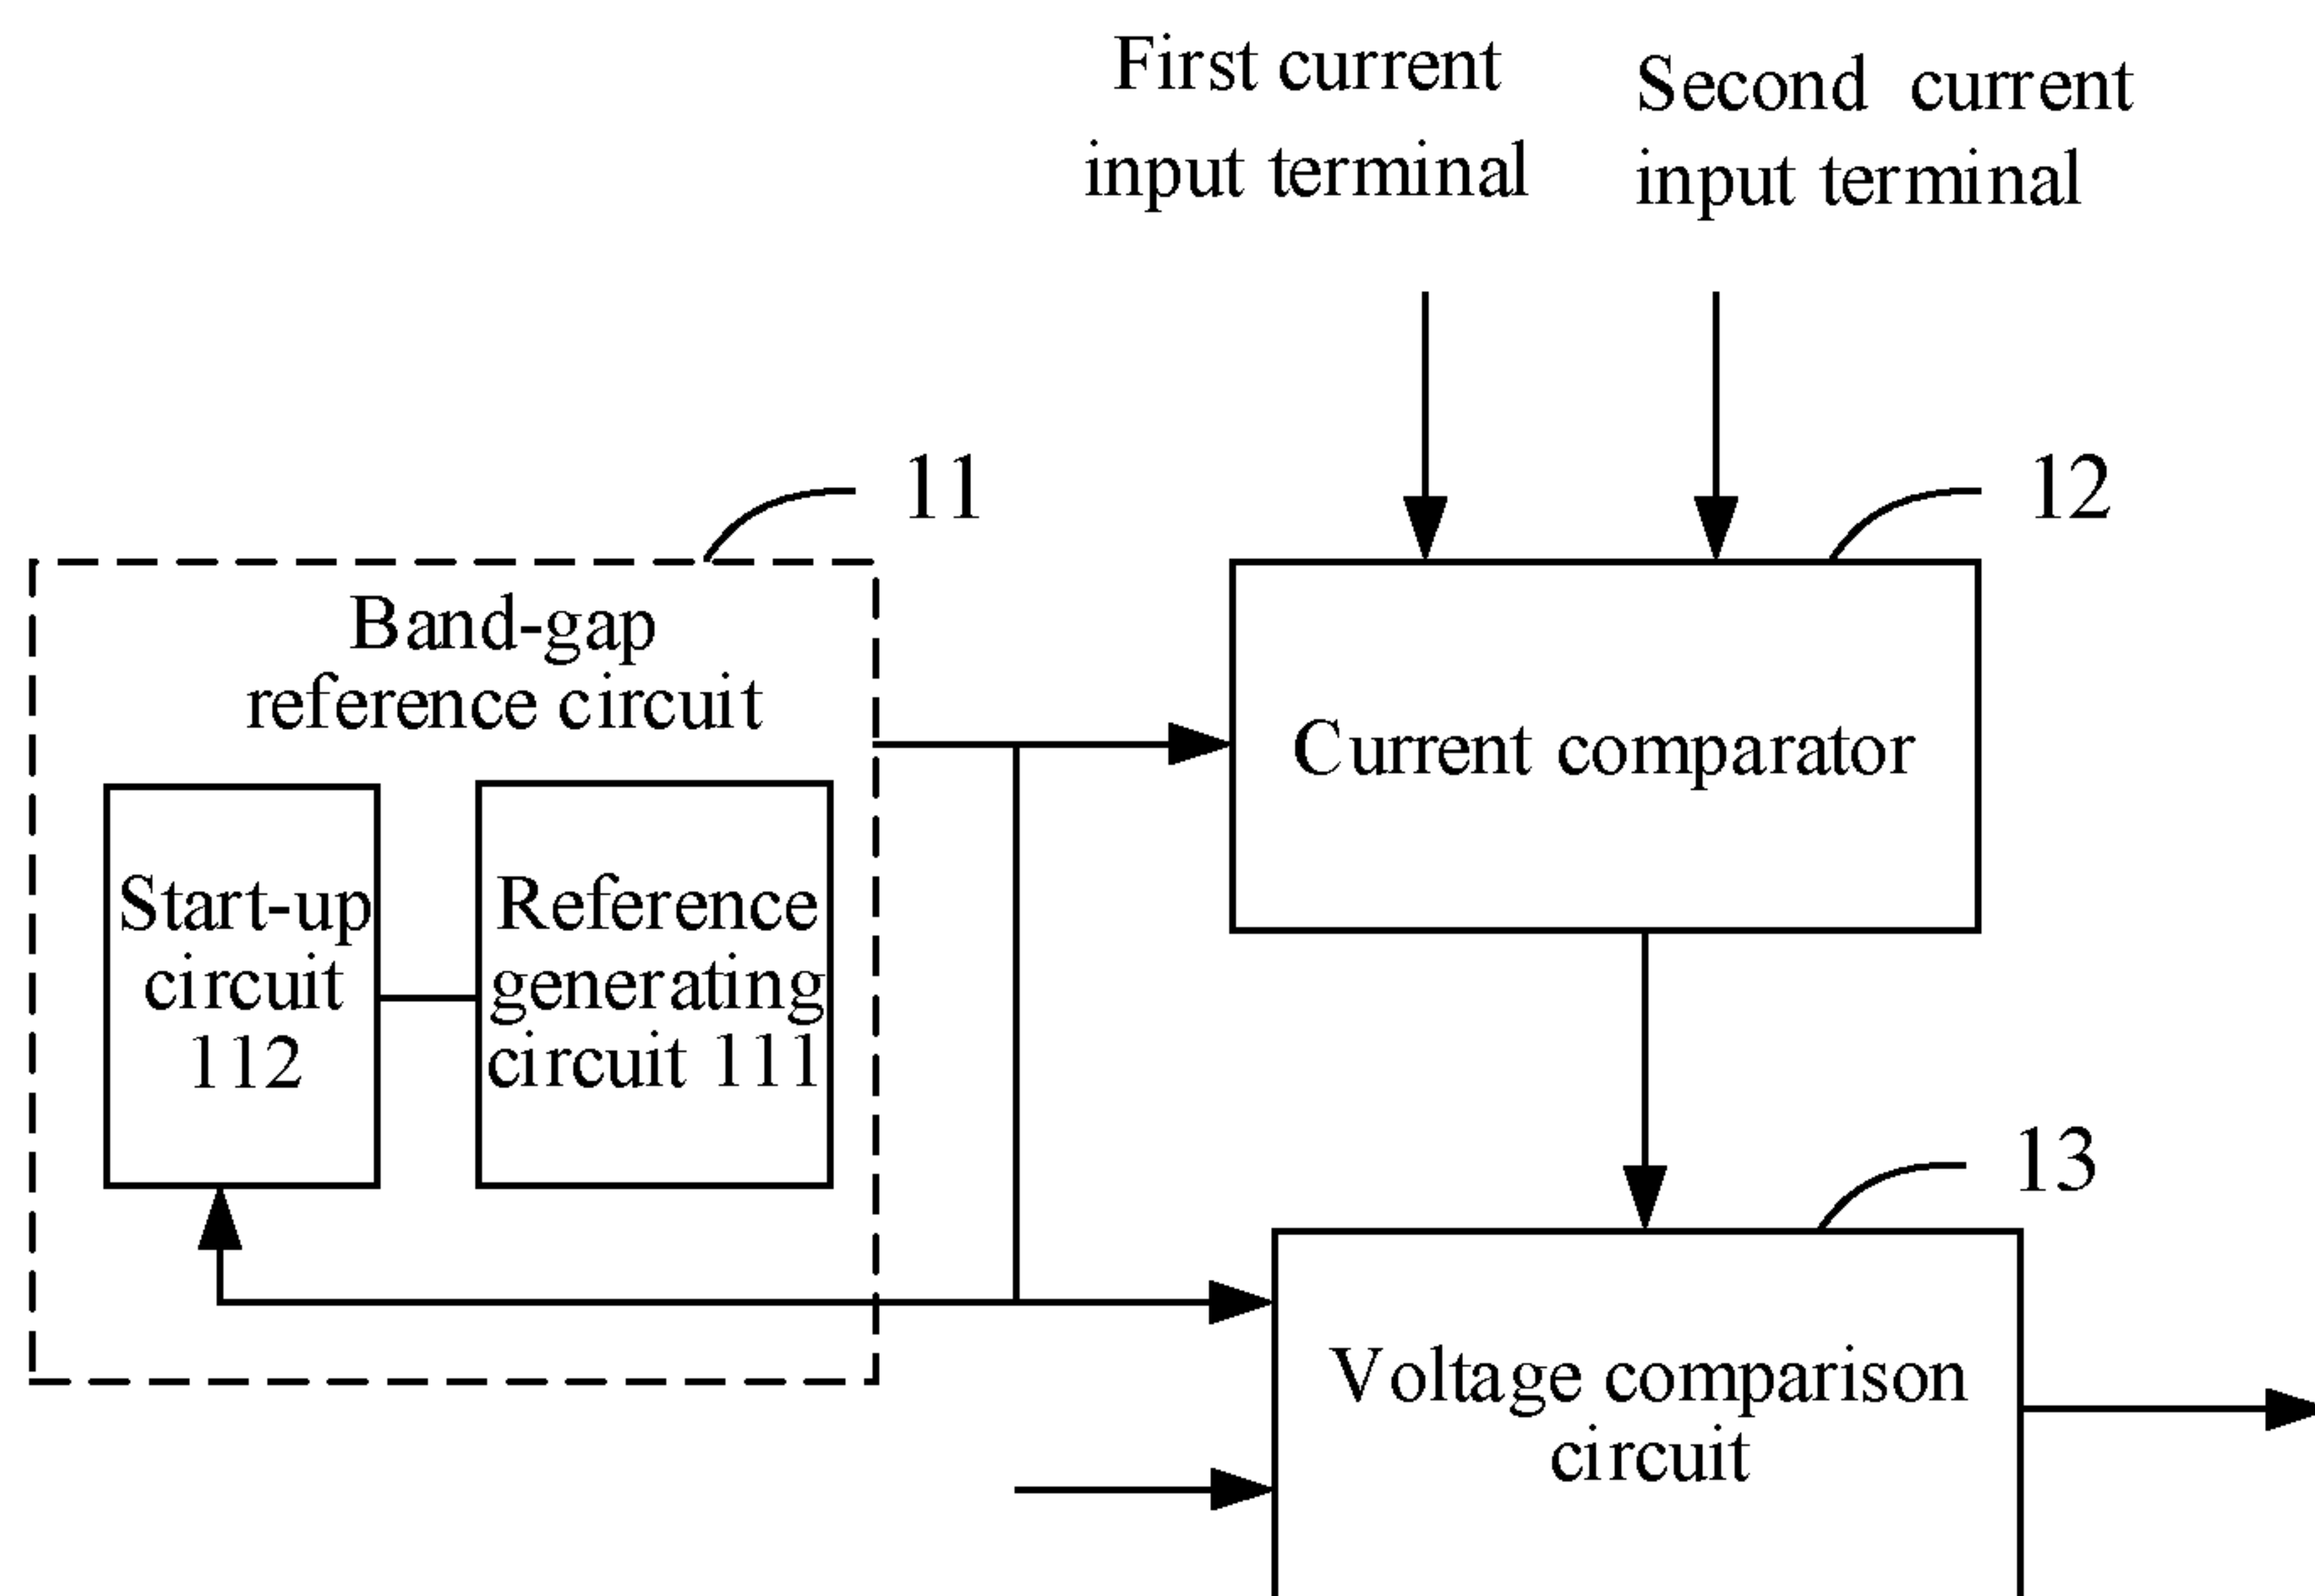 First current
input terminal
Second current
input terminal
11
12
Band-gap
reference circuit
Current comparator
Start-up
circuit
112
Reference
generating
circuit 111
13
Voltage comparison
circuit